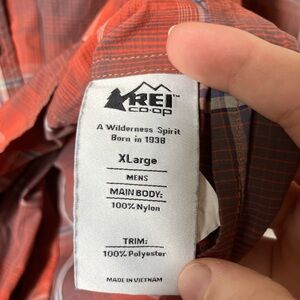 REI
CO·OP
A Wilderness Spirit
Born in 1938
XLarge
MENS
MAIN BODY:
100% Nylon
TRIM:
100% Polyester
MADE IN VIETNAM